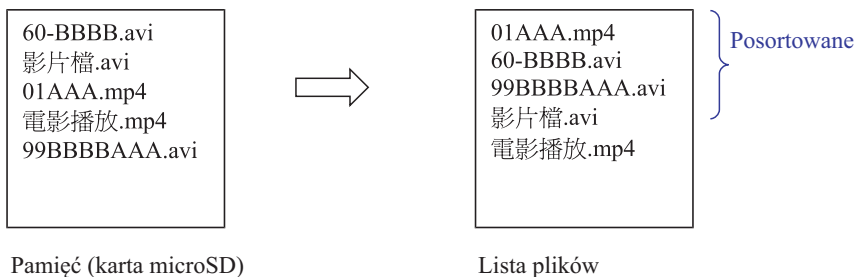 60-BBBB.avi
影片檔.avi
01AAA.mp4
電影播放.mp4
99BBBBAAA.avi
Pamięć (karta microSD)
01AAA.mp4
60-BBBB.avi
99BBBBAAA.avi
影片檔.avi
電影播放.mp4
Posortowane
Lista plików